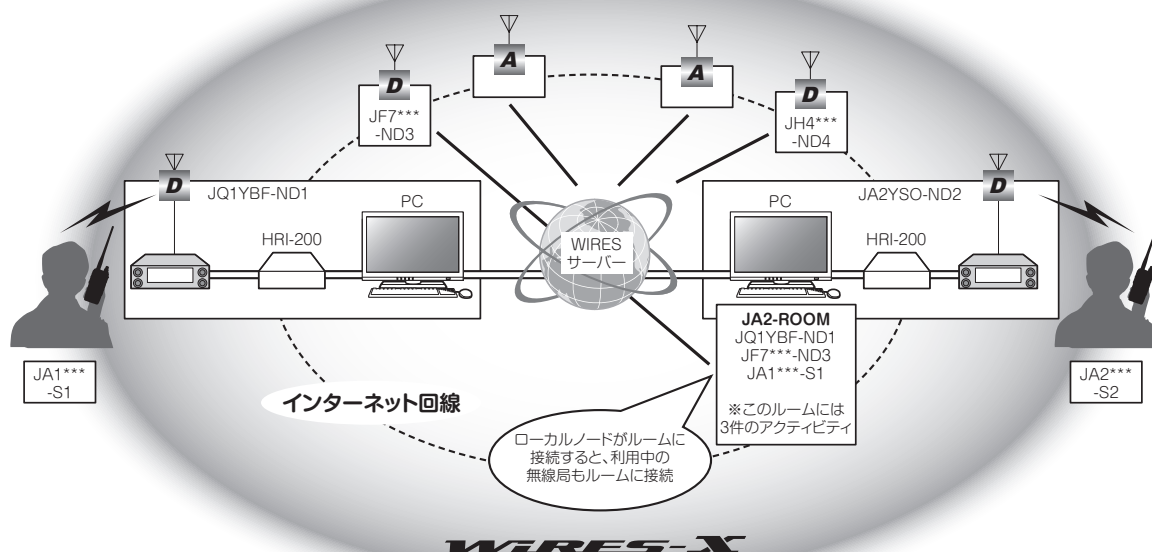 A
A
D
JF7***
-ND3
D
JH4***
-ND4
D
JQ1YBF-ND1
PC
HRI-200
WIRES
サーバー
JA2YSO-ND2
D
PC
HRI-200
JA1***
-S1
JA2***
-S2
JA2-ROOM
JQ1YBF-ND1
JF7***-ND3
JA1***-S1
※このルームには
3件のアクティビティ
インターネット回線
ローカルノードがルームに
接続すると、利用中の
無線局もルームに接続
WiRES-X